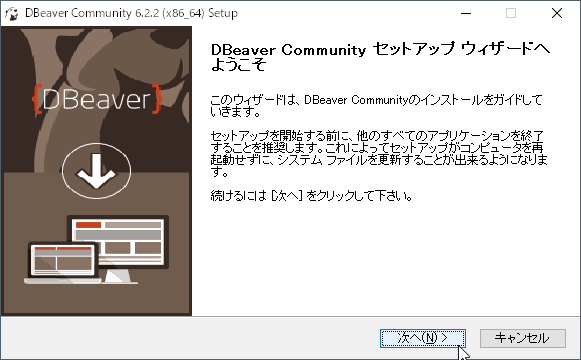 DBeaver Community 6.2.2 (x86_64) Setup
{DBeaver}
DBeaver Community セットアップ ウィザードへ
ようこそ
このウィザードは、DBeaver Communityのインストールをガイドして
いきます。
セットアップを開始する前に、他のすべてのアプリケーションを終了
することを推奨します。これによってセットアップがコンピュータを再
起動せずに、システム ファイルを更新することが出来るようになりま
す。
続けるには [次へ] をクリックして下さい。
次へ(N) >
キャンセル